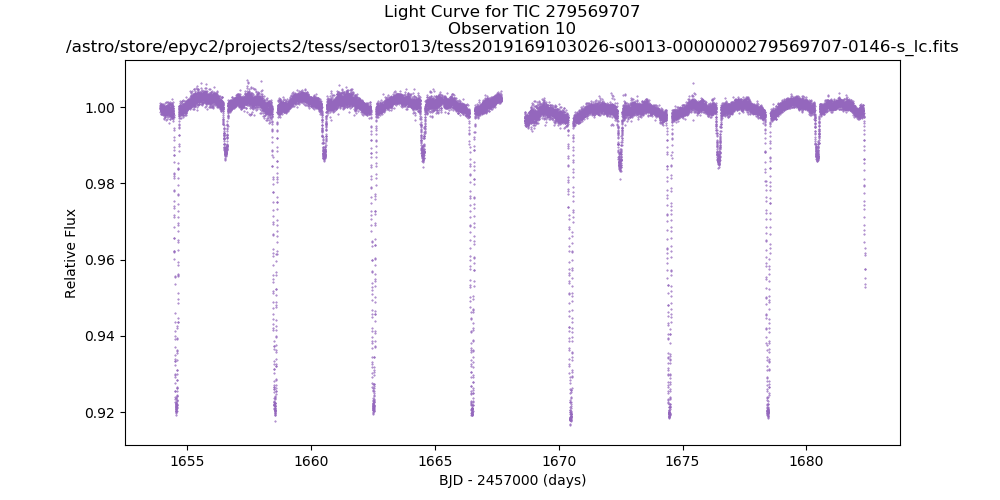 Light Curve for TIC 279569707
Observation 10
/astro/store/epyc2/projects2/tess/sector013/tess2019169103026-s0013-0000000279569707-0146-s_lc.fits
1.00
0.98
0.96
0.94
0.92
Relative Flux
1655
1660
1665
1670
1675
1680
BJD - 2457000 (days)